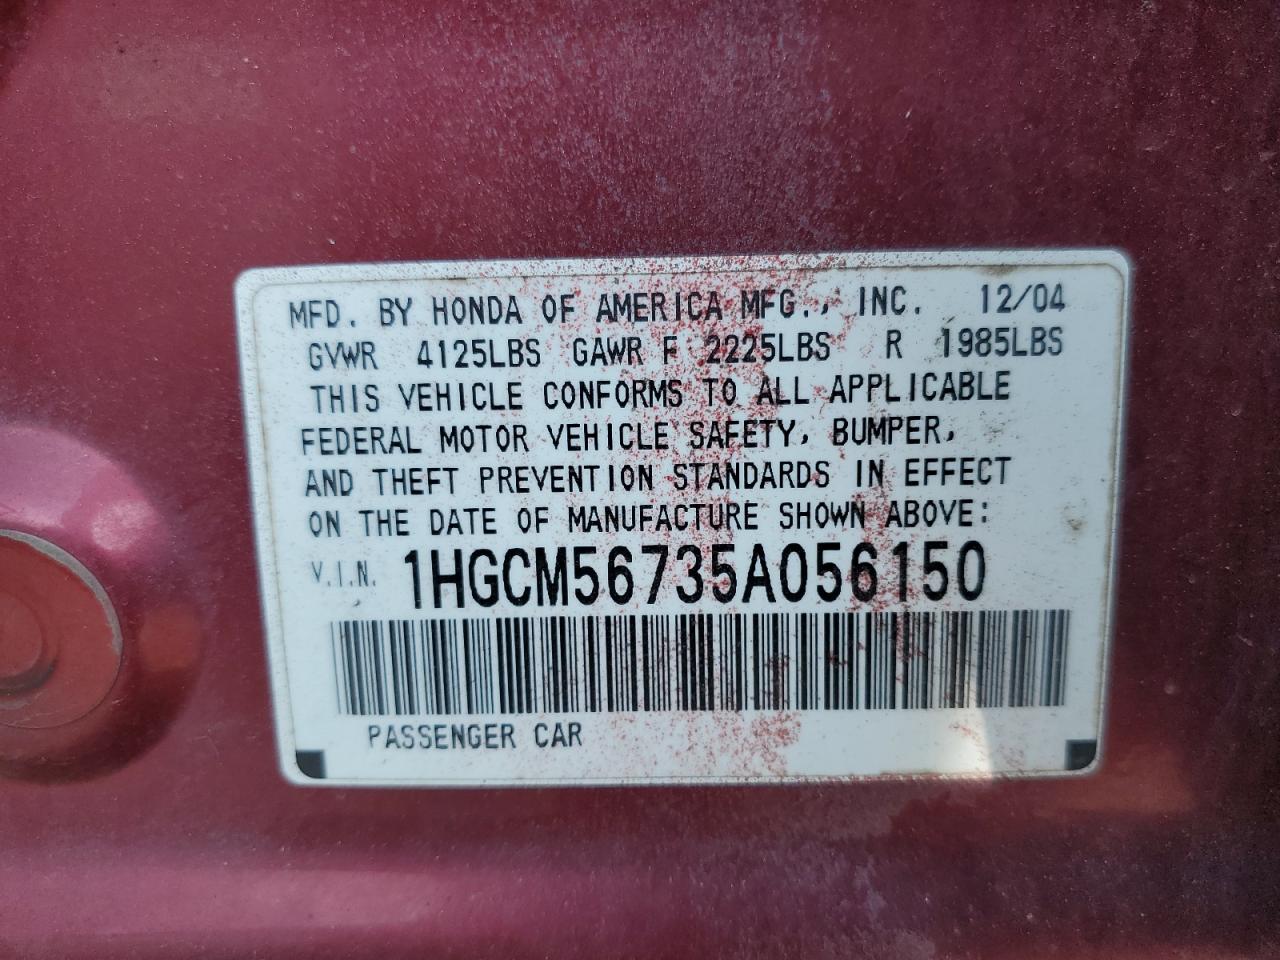 MFD. BY HONDA OF AMERICA MFG., INC. 12/04
GVWR 4125LBS GAWR F 2225LBS R 1985LBS
THIS VEHICLE CONFORMS TO ALL APPLICABLE
FEDERAL MOTOR VEHICLE SAFETY, BUMPER,
AND THEFT PREVENTION STANDARDS IN EFFECT
ON THE DATE OF MANUFACTURE SHOWN ABOVE:
V.I.N. 1HGCM56735A056150
PASSENGER CAR